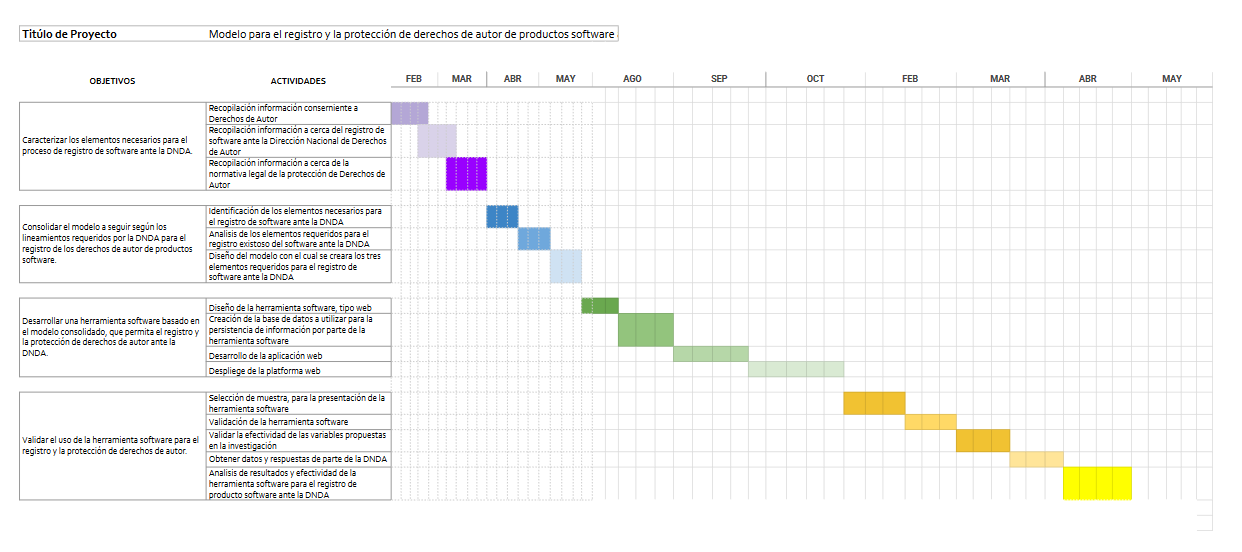 Titúlo de Proyecto Modelo para el registro y la protección de derechos de autor de productos software
OBJETIVOS ACTIVIDADES FEB MAR ABR MAY AGO SEP OCT FEB MAR ABR MAY
Caracterizar los elementos necesarios para el
proceso de registro de software ante la DNDA.
Recopilación información conserniente a
Derechos de Autor
Recopilación información a cerca del registro de
software ante la Dirección Nacional de Derechos
de Autor
Recopilación información a cerca de la
normativa legal de la protección de Derechos de
Autor
Consolidar el modelo a seguir según los
lineamientos requeridos por la DNDA para el
registro de los derechos de autor de productos
software.
Identificación de los elementos necesarios para
el registro de software ante la DNDA
Analisis de los elementos requeridos para el
registro existoso del software ante la DNDA
Diseño del modelo con el cual se creara los tres
elementos requeridos para el registro de
software ante la DNDA
Desarrollar una herramienta software basado en
el modelo consolidado, que permita el registro y
la protección de derechos de autor ante la
DNDA.
Diseño de la herramienta software, tipo web
Creación de la base de datos a utilizar para la
persistencia de información por parte de la
herramienta software
Desarrollo de la aplicación web
Despliege de la platforma web
Validar el uso de la herramienta software para el
registro y la protección de derechos de autor.
Selección de muestra, para la presentación de la
herramienta software
Validación de la herramienta software
Validar la efectividad de las variables propuestas
en la investigación
Obtener datos y respuestas de parte de la DNDA
Analisis de resultados y efectividad de la
herramienta software para el registro de
producto software ante la DNDA